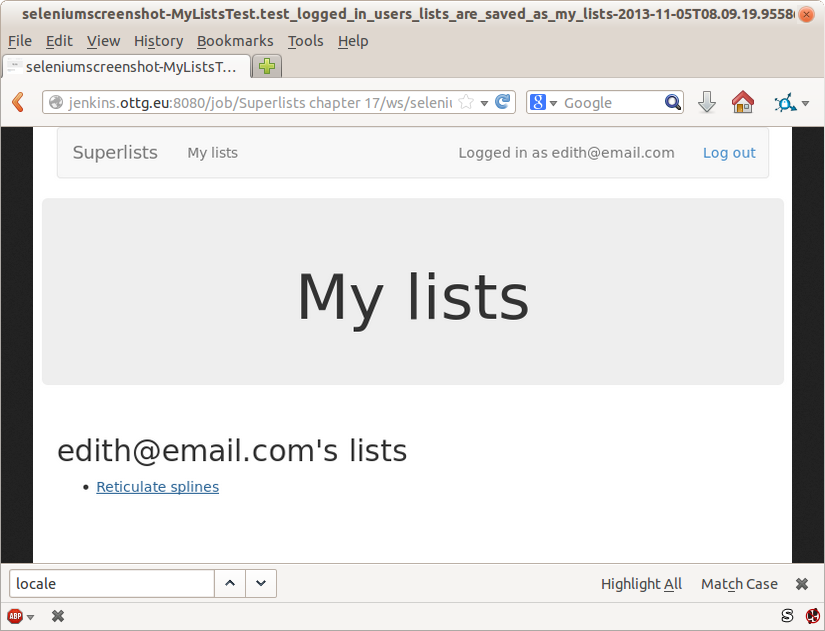 seleniumscreenshot-MyListsTest.test_logged_in_users_lists_are_saved_as_my_lists-2013-11-05T08.09.19.9558
File Edit View History Bookmarks Tools Help
seleniumscreenshot-MyListsT...
jenkins.ottg.eu:8080/job/Superlists chapter 17/ws/seleni
8 Google
Superlists My lists Logged in as edith@email.com Log out
My lists
edith@email.com's lists
• Reticulate splines
locale Highlight All Match Case
ABP S